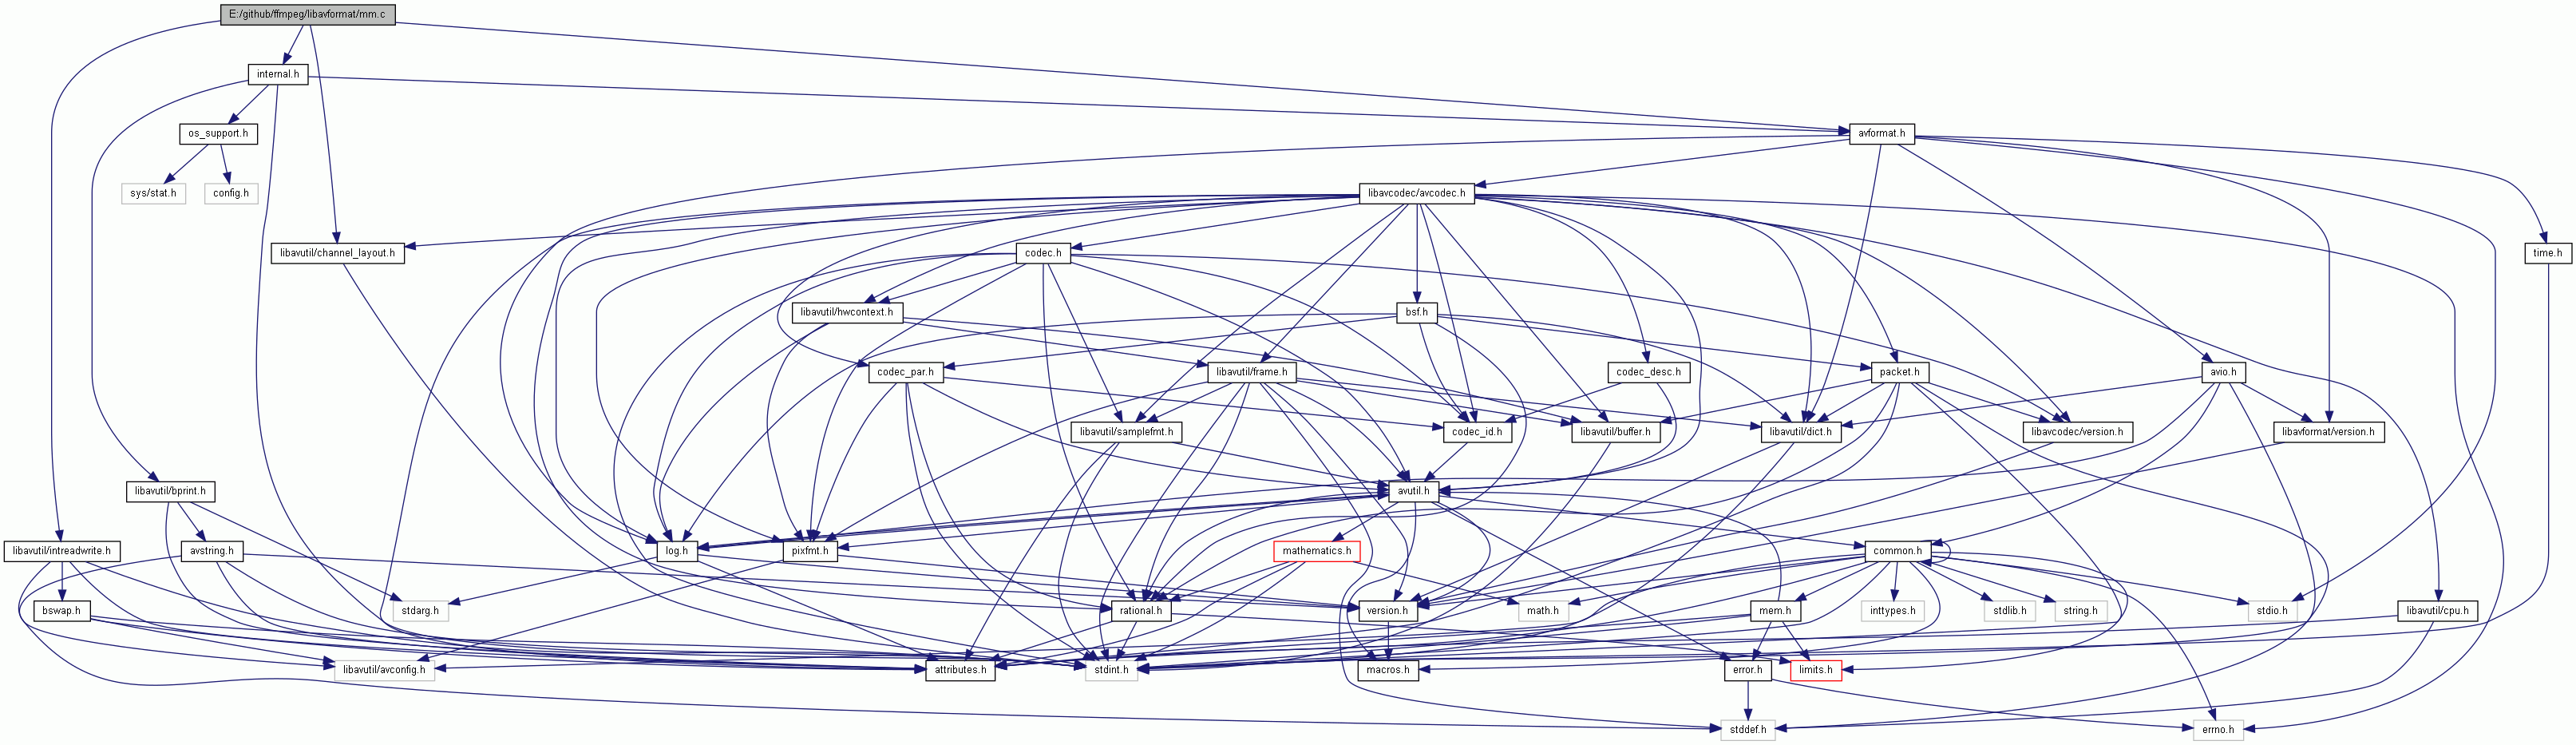 E:/github/ffmpeg/libavformat/mm.c
internal.h
os_support.h
avformat.h
sys/stat.h
config.h
libavcodec/avcodec.h
libavutil/channel_layout.h
codec.h
time.h
libavutil/hwcontext.h
bsf.h
codec_par.h
libavutil/frame.h
codec_desc.h
packet.h
avio.h
libavutil/samplefmt.h
codec_id.h
libavutil/buffer.h
libavutil/dict.h
libavcodec/version.h
libavformat/version.h
libavutil/bprint.h
avutil.h
libavutil/intreadwrite.h
avstring.h
log.h
pixfmt.h
mathematics.h
common.h
bswap.h
stdarg.h
rational.h
version.h
math.h
mem.h
inttypes.h
stdlib.h
string.h
stdio.h
libavutil/cpu.h
libavutil/avconfig.h
attributes.h
stdint.h
macros.h
error.h
limits.h
stddef.h
errno.h